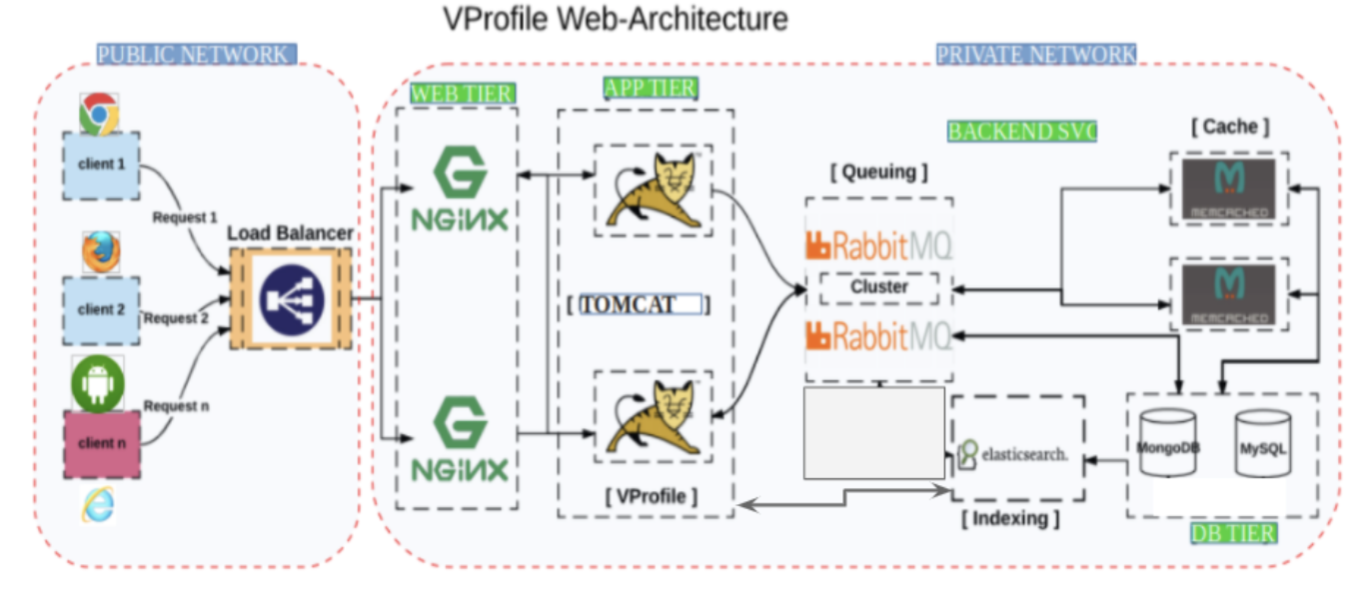 VProfile Web-Architecture
PUBLIC NETWORK
PRIVATE NETWORK
WEB TIER
APP TIER
BACKEND SVC
[ Cache ]
client 1
Request 1
Load Balancer
client 2
Request 2
client n
Request n
NGiNX
NGiNX
[ TOMCAT ]
[ VProfile ]
[ Queuing ]
RabbitMQ
Cluster
RabbitMQ
MEMCACHED
MEMCACHED
elasticsearch.
[ Indexing ]
MongoDB
MySQL
DB TIER